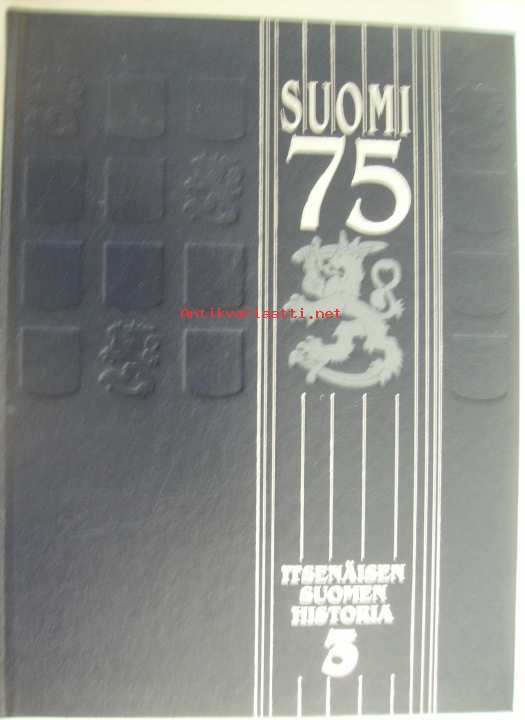 SUOMI
75
Antikvariaatti.net
ITSENÄISEN
SUOMEN
HISTORIA
3